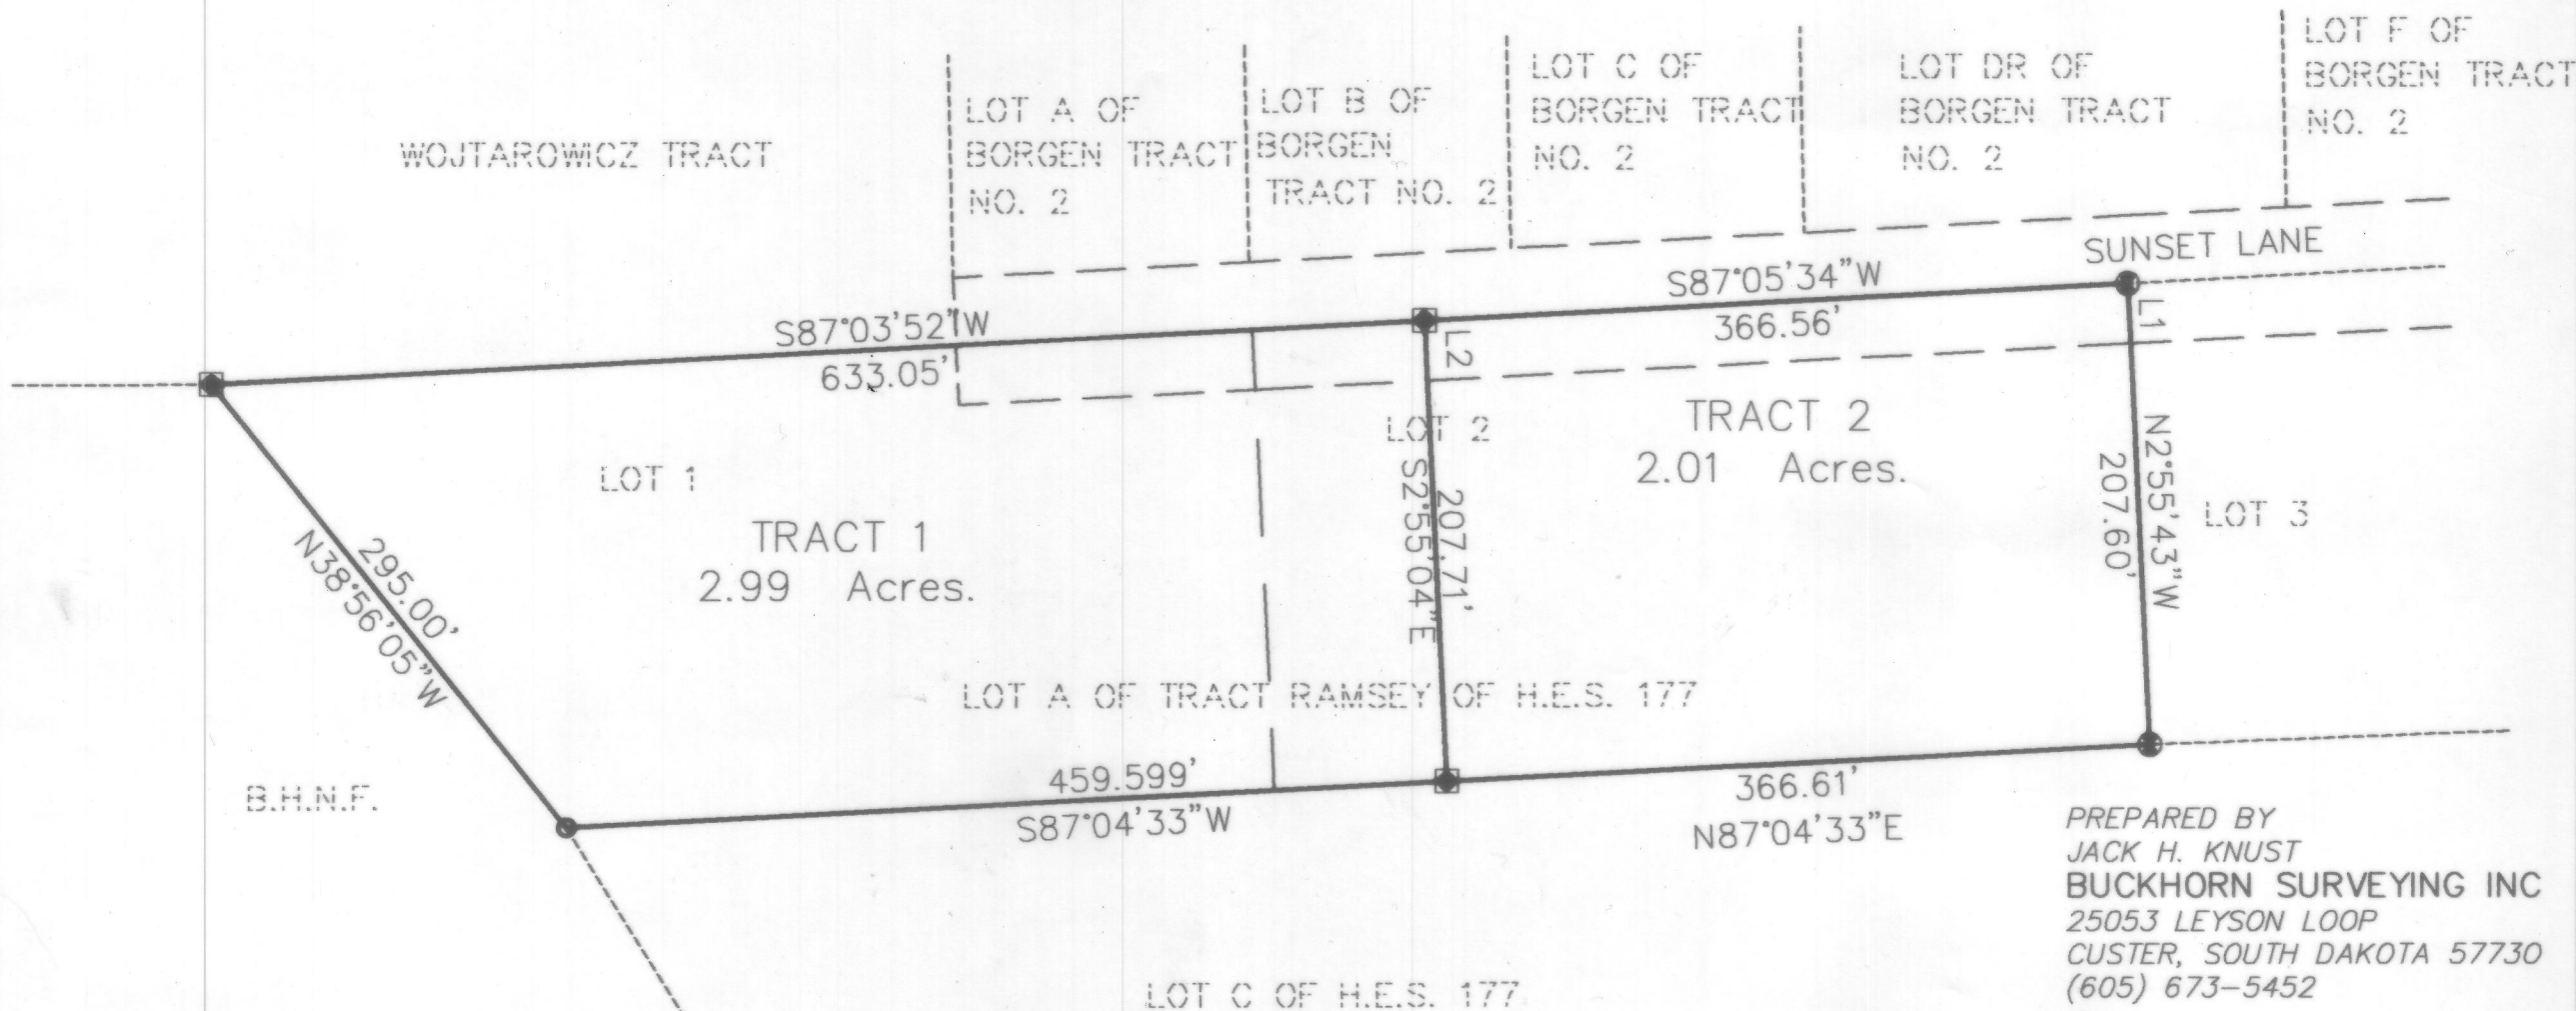 WOJTAROWICZ TRACT
LOT A OF
BORGEN TRACT
NO. 2
LOT B OF
BORGEN
TRACT NO. 2
LOT C OF
BORGEN TRACT
NO. 2
LOT DR OF
BORGEN TRACT
NO. 2
LOT F OF
BORGEN TRACT
NO. 2
SUNSET LANE
S87°03'52"W
633.05'
S87°05'34"W
366.56'
L1
L2
LOT 1
TRACT 1
2.99 Acres.
LOT 2
TRACT 2
2.01 Acres.
207.71'
S2°55'04"E
N2°55'43"W
207.60'
LOT 3
295.00'
N38°56'05"W
LOT A OF TRACT RAMSEY OF H.E.S. 177
B.H.N.F.
459.599'
S87°04'33"W
366.61'
N87°04'33"E
PREPARED BY
JACK H. KNUST
BUCKHORN SURVEYING INC
25053 LEYSON LOOP
CUSTER, SOUTH DAKOTA 57730
(605) 673-5452
LOT C OF H.E.S. 177